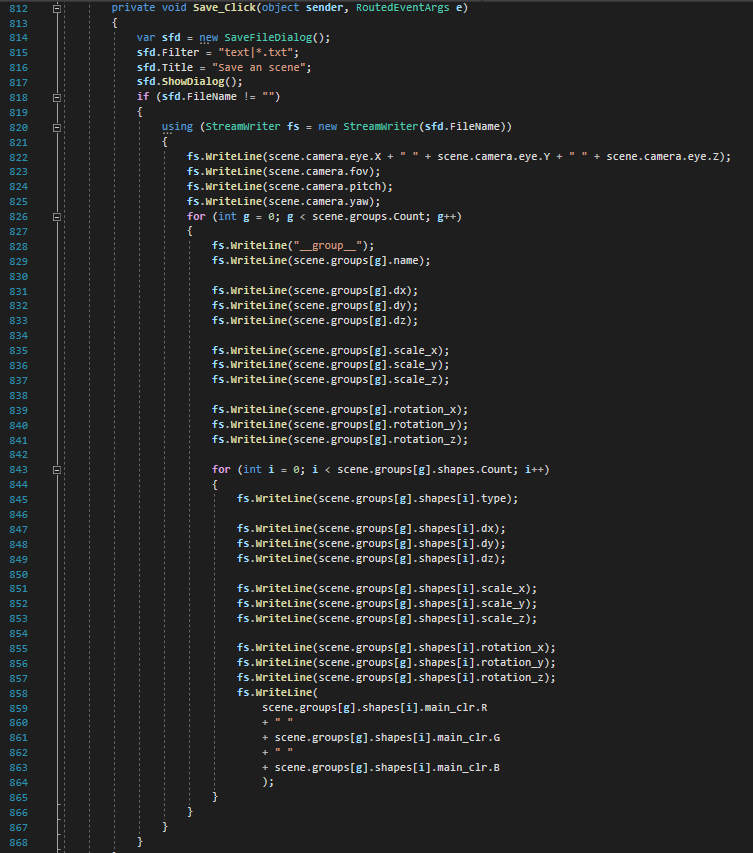 812 private void Save_Click(object sender, RoutedEventArgs e)
813 {
814 var sfd = new SaveFileDialog();
815 sfd.Filter = "text|*.txt";
816 sfd.Title = "Save an scene";
817 sfd.ShowDialog();
818 if (sfd.FileName != "")
819 {
820 using (StreamWriter fs = new StreamWriter(sfd.FileName))
821 {
822 fs.WriteLine(scene.camera.eye.X + " " + scene.camera.eye.Y + " " + scene.camera.eye.Z);
823 fs.WriteLine(scene.camera.fov);
824 fs.WriteLine(scene.camera.pitch);
825 fs.WriteLine(scene.camera.yaw);
826 for (int g = 0; g < scene.groups.Count; g++)
827 {
828 fs.WriteLine("__group__");
829 fs.WriteLine(scene.groups[g].name);
830
831 fs.WriteLine(scene.groups[g].dx);
832 fs.WriteLine(scene.groups[g].dy);
833 fs.WriteLine(scene.groups[g].dz);
834
835 fs.WriteLine(scene.groups[g].scale_x);
836 fs.WriteLine(scene.groups[g].scale_y);
837 fs.WriteLine(scene.groups[g].scale_z);
838
839 fs.WriteLine(scene.groups[g].rotation_x);
840 fs.WriteLine(scene.groups[g].rotation_y);
841 fs.WriteLine(scene.groups[g].rotation_z);
842
843 for (int i = 0; i < scene.groups[g].shapes.Count; i++)
844 {
845 fs.WriteLine(scene.groups[g].shapes[i].type);
846
847 fs.WriteLine(scene.groups[g].shapes[i].dx);
848 fs.WriteLine(scene.groups[g].shapes[i].dy);
849 fs.WriteLine(scene.groups[g].shapes[i].dz);
850
851 fs.WriteLine(scene.groups[g].shapes[i].scale_x);
852 fs.WriteLine(scene.groups[g].shapes[i].scale_y);
853 fs.WriteLine(scene.groups[g].shapes[i].scale_z);
854
855 fs.WriteLine(scene.groups[g].shapes[i].rotation_x);
856 fs.WriteLine(scene.groups[g].shapes[i].rotation_y);
857 fs.WriteLine(scene.groups[g].shapes[i].rotation_z);
858 fs.WriteLine(
859 scene.groups[g].shapes[i].main_clr.R
860 + " "
861 + scene.groups[g].shapes[i].main_clr.G
862 + " "
863 + scene.groups[g].shapes[i].main_clr.B
864 );
865 }
866 }
867 }
868 }